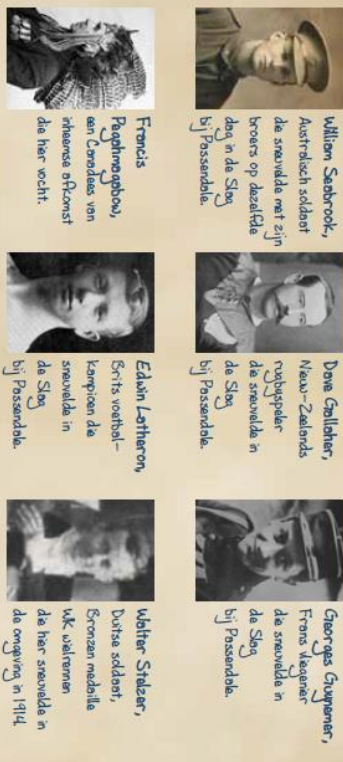 William Seabrook,
Australisch soldaat
die sneuvelde met zijn
broers op dezelfde
dag in de Slag
bij Passendale.
Dave Gallaher,
Nieuw-Zeelands
rugbyspeler
die sneuvelde in
de Slag
bij Passendale.
Georges Guynemer,
Frans vliegenier
die sneuvelde in
de Slag
bij Passendale.
Francis
Pegahmagabow,
een Canadees van
inheemse afkomst
die hier vocht.
Edwin Latheron,
Brits voetbal-
kampioen die
sneuvelde in
de Slag
bij Passendale.
Walter Stelzer,
Duitse soldaat,
Bronzen medaille
WK wielrennen
die hier sneuvelde in
de omgeving in 1914.